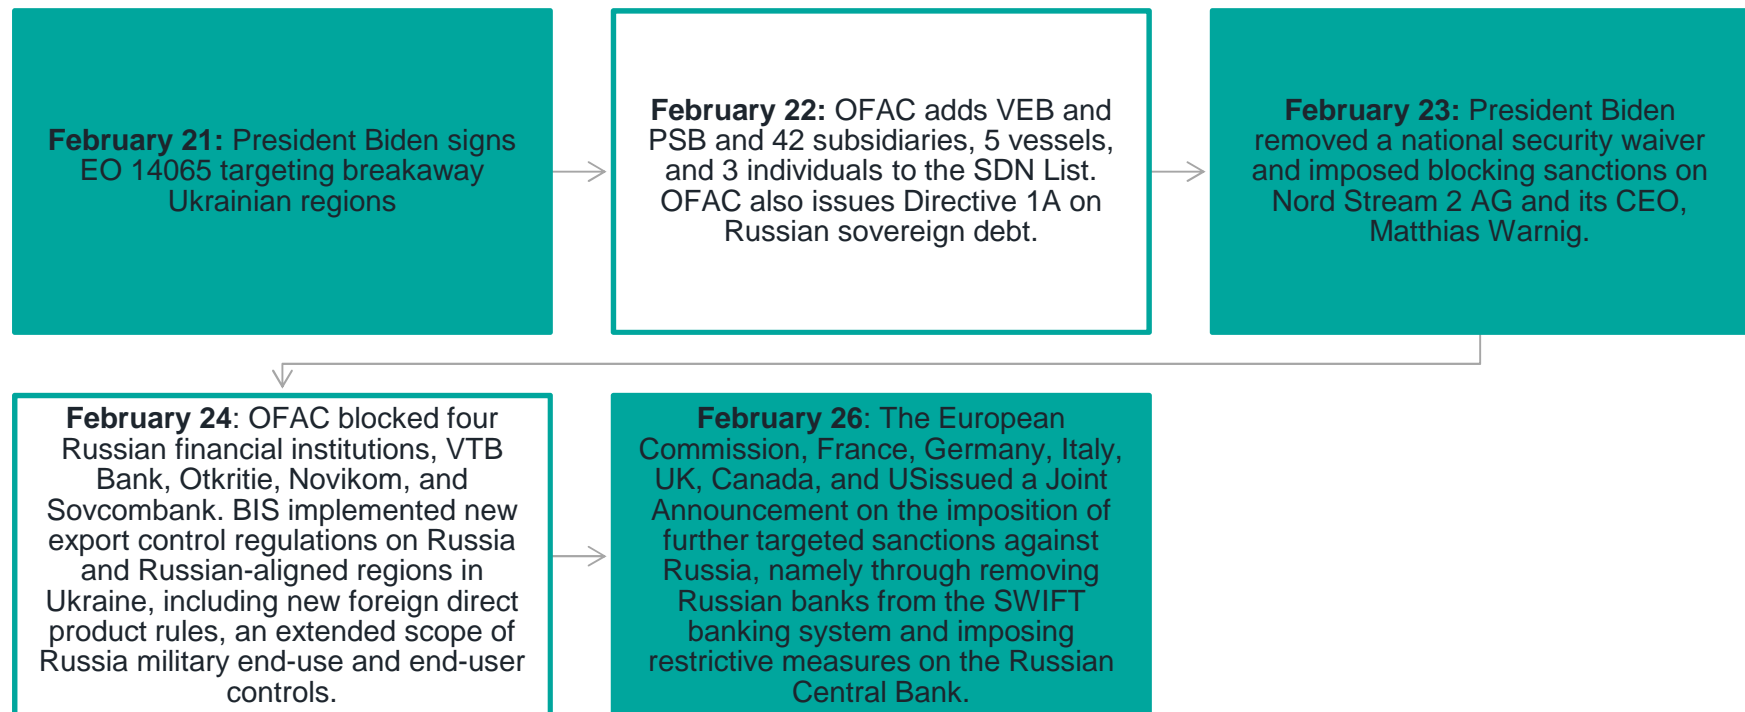 February 21: President Biden signs
EO 14065 targeting breakaway
Ukrainian regions
February 22: OFAC adds VEB and
PSB and 42 subsidiaries, 5 vessels,
and 3 individuals to the SDN List.
OFAC also issues Directive 1A on
Russian sovereign debt.
February 23: President Biden
removed a national security waiver
and imposed blocking sanctions on
Nord Stream 2 AG and its CEO,
Matthias Warnig.
February 24: OFAC blocked four
Russian financial institutions, VTB
Bank, Otkritie, Novikom, and
Sovcombank. BIS implemented new
export control regulations on Russia
and Russian-aligned regions in
Ukraine, including new foreign direct
product rules, an extended scope of
Russia military end-use and end-user
controls.
February 26: The European
Commission, France, Germany, Italy,
UK, Canada, and USissued a Joint
Announcement on the imposition of
further targeted sanctions against
Russia, namely through removing
Russian banks from the SWIFT
banking system and imposing
restrictive measures on the Russian
Central Bank.